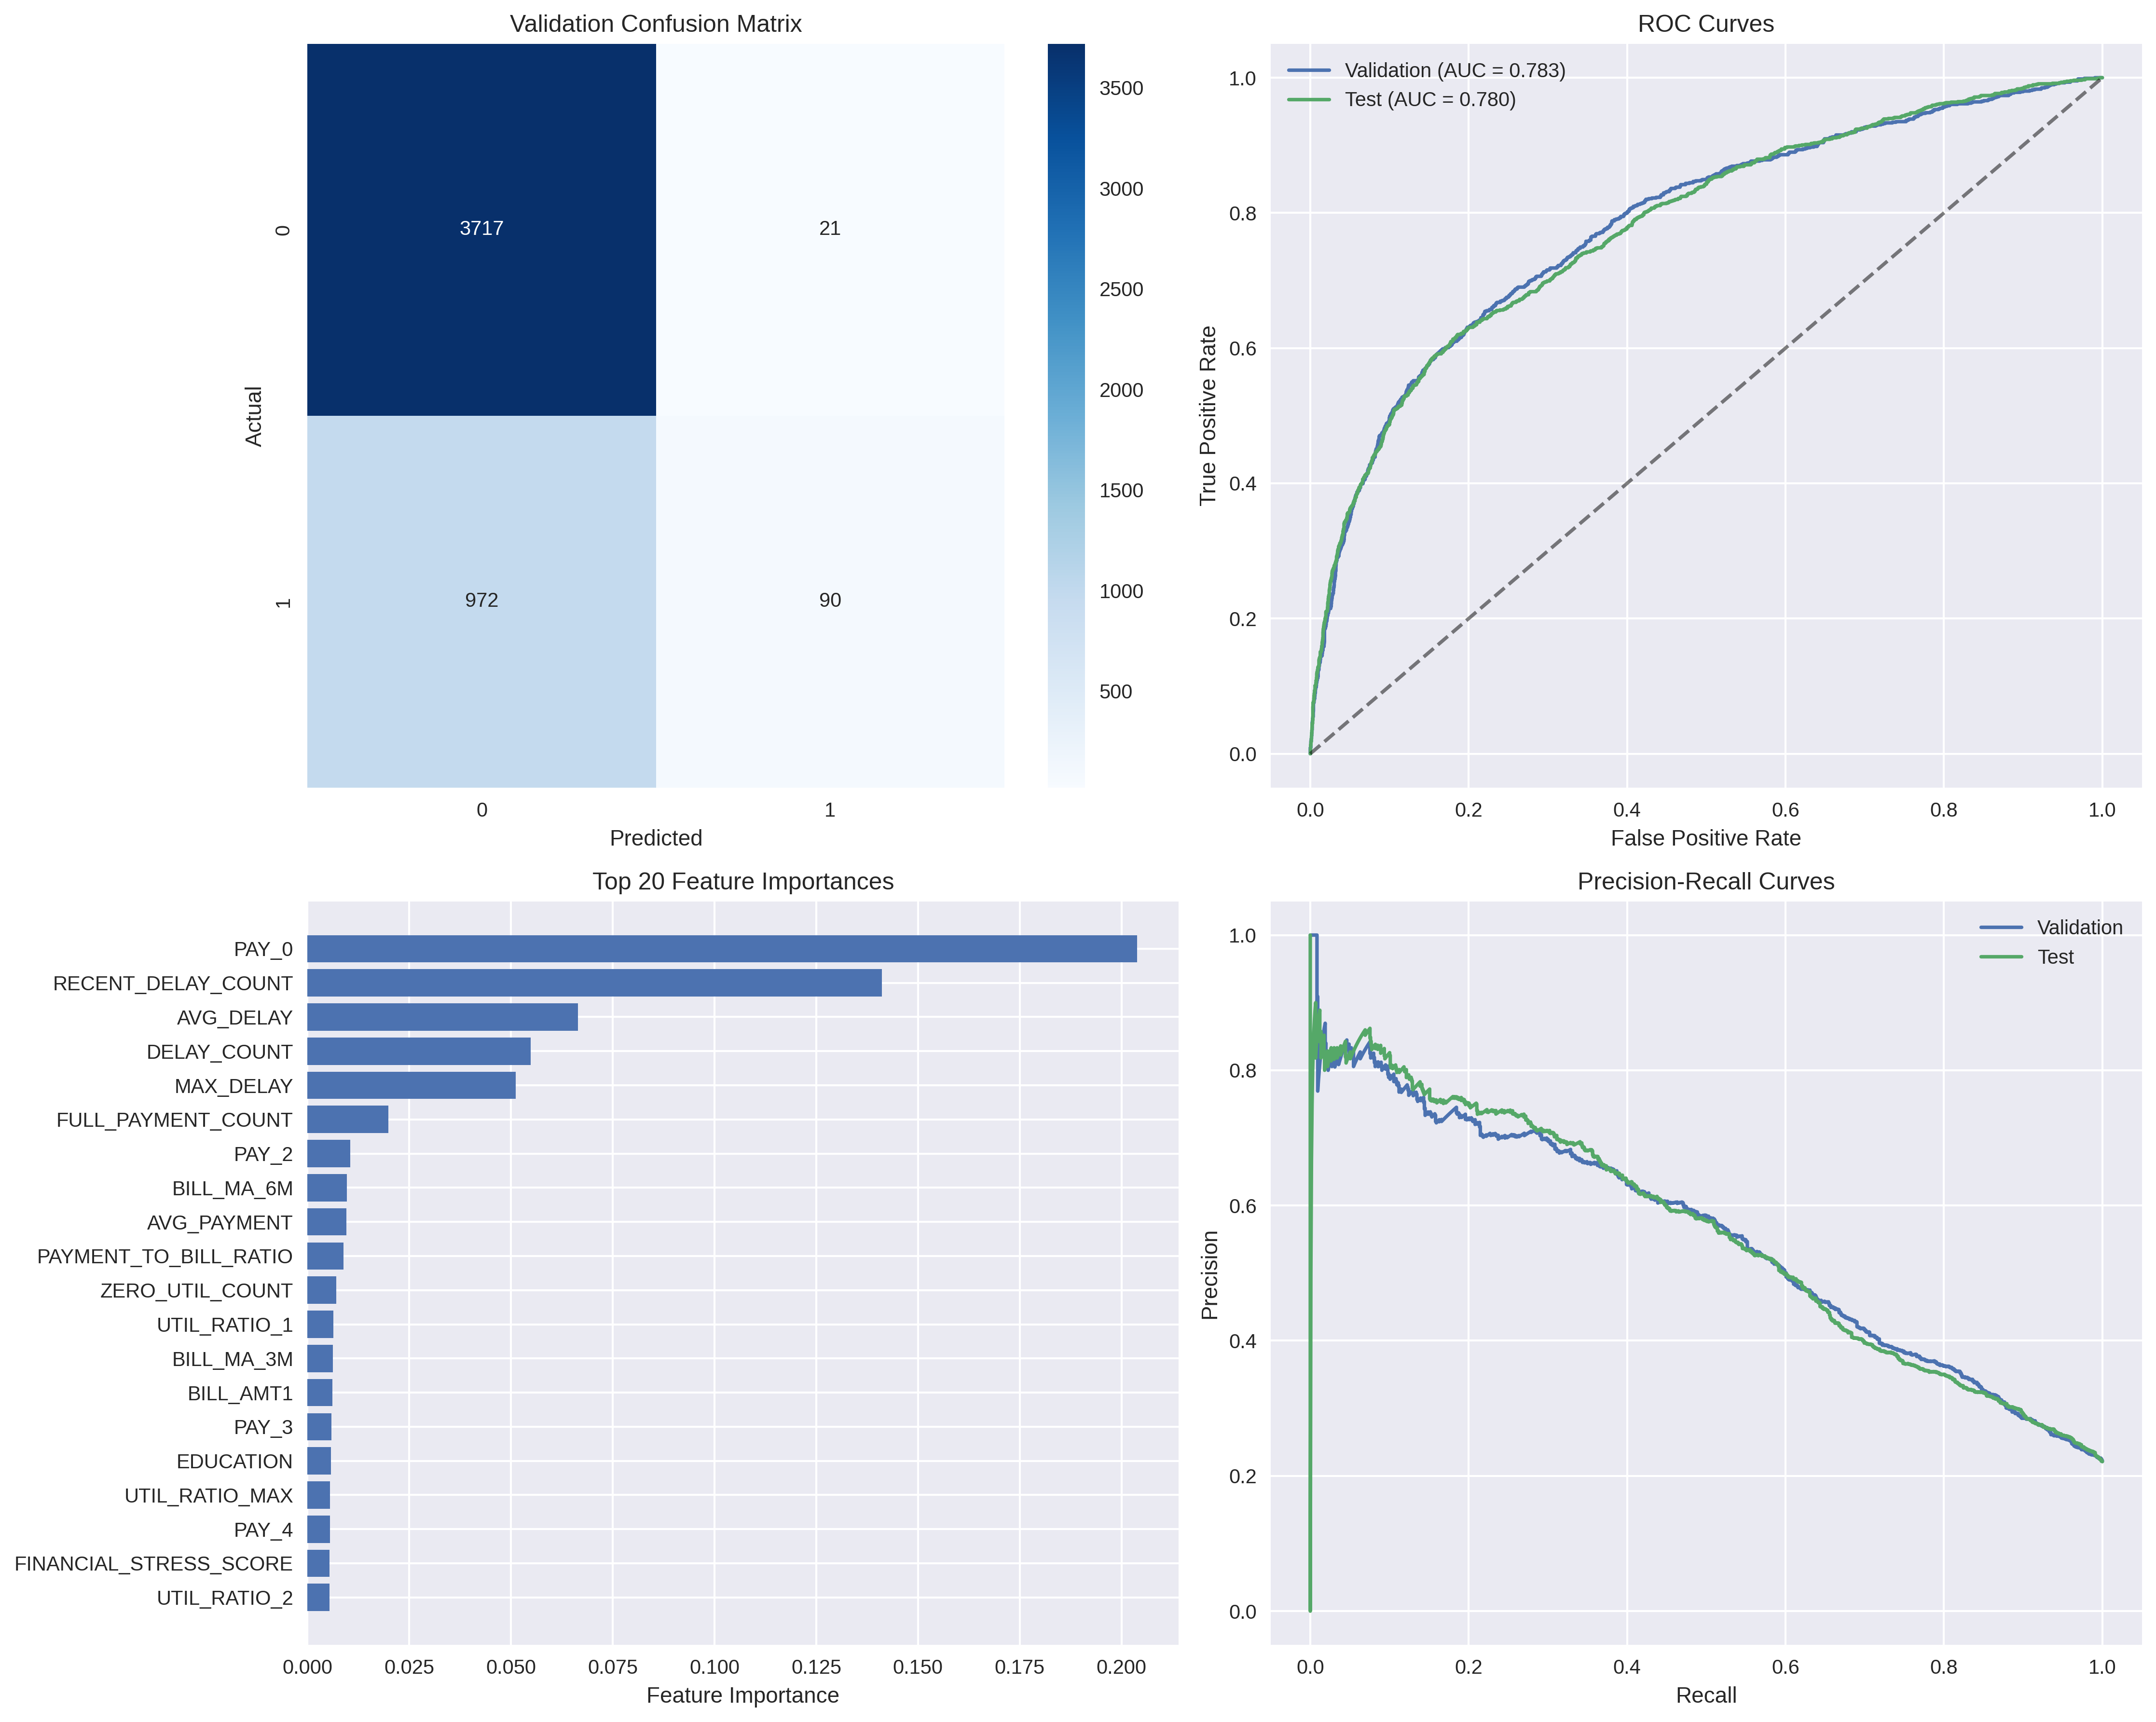 Validation Confusion Matrix
3717
21
972
90
0
1
Actual
0
1
Predicted
3500
3000
2500
2000
1500
1000
500
ROC Curves
Validation (AUC = 0.783)
Test (AUC = 0.780)
1.0
0.8
0.6
0.4
0.2
0.0
True Positive Rate
0.0 0.2 0.4 0.6 0.8 1.0
False Positive Rate
Top 20 Feature Importances
PAY_0
RECENT_DELAY_COUNT
AVG_DELAY
DELAY_COUNT
MAX_DELAY
FULL_PAYMENT_COUNT
PAY_2
BILL_MA_6M
AVG_PAYMENT
PAYMENT_TO_BILL_RATIO
ZERO_UTIL_COUNT
UTIL_RATIO_1
BILL_MA_3M
BILL_AMT1
PAY_3
EDUCATION
UTIL_RATIO_MAX
PAY_4
FINANCIAL_STRESS_SCORE
UTIL_RATIO_2
0.000 0.025 0.050 0.075 0.100 0.125 0.150 0.175 0.200
Feature Importance
Precision-Recall Curves
Validation
Test
1.0
0.8
0.6
0.4
0.2
0.0
Precision
0.0 0.2 0.4 0.6 0.8 1.0
Recall